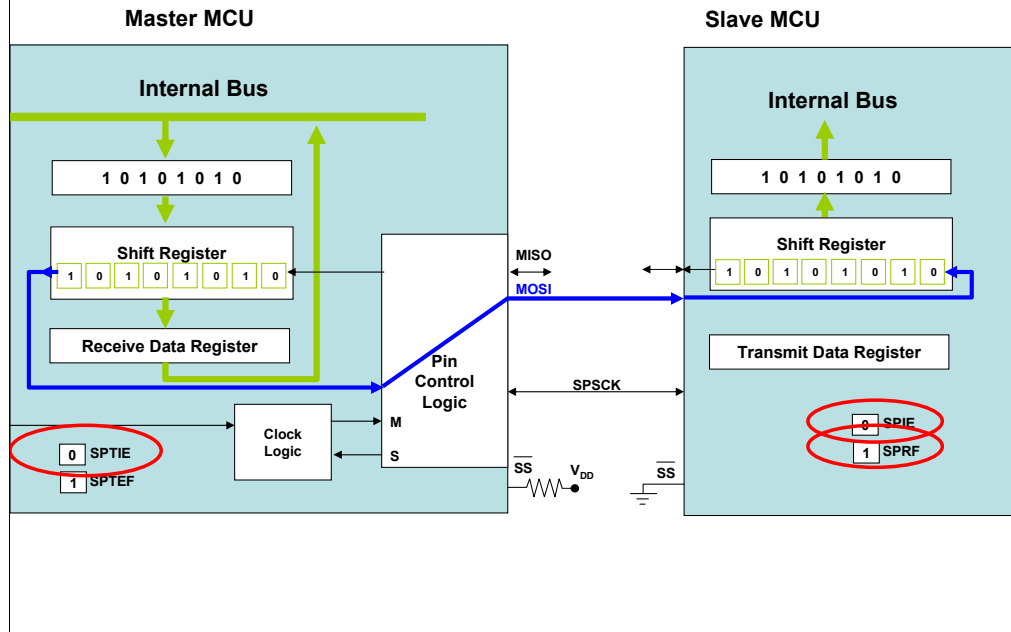 Master MCU
Slave MCU
Internal Bus
Internal Bus
1 0 1 0 1 0 1 0
1 0 1 0 1 0 1 0
Shift Register
1 0 1 0 1 0 1 0
Shift Register
1 0 1 0 1 0 1 0
MISO
MOSI
Receive Data Register
Transmit Data Register
Pin
Control
Logic
SPSCK
M
S
Clock
Logic
0 SPTIE
1 SPTEF
SS
VDD
SS
0 SPIE
1 SPRF